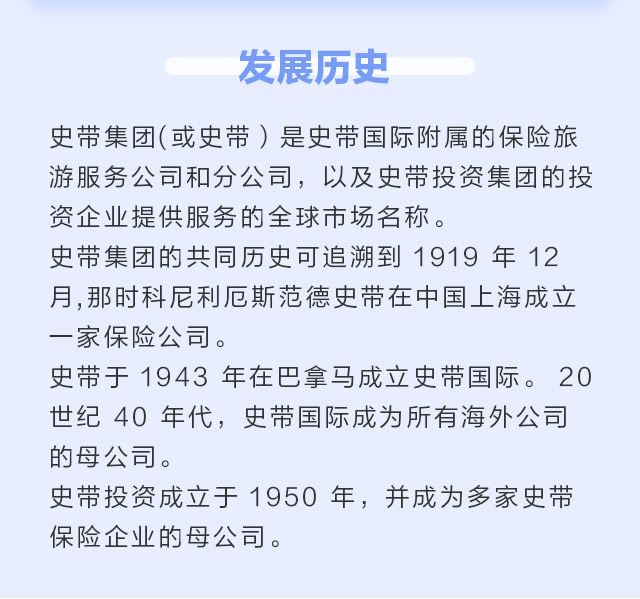 发展历史
史带集团(或史带）是史带国际附属的保险旅
游服务公司和分公司，以及史带投资集团的投
资企业提供服务的全球市场名称。
史带集团的共同历史可追溯到 1919 年 12
月,那时科尼利厄斯范德史带在中国上海成立
一家保险公司。
史带于 1943 年在巴拿马成立史带国际。 20
世纪 40 年代，史带国际成为所有海外公司
的母公司。
史带投资成立于 1950 年，并成为多家史带
保险企业的母公司。